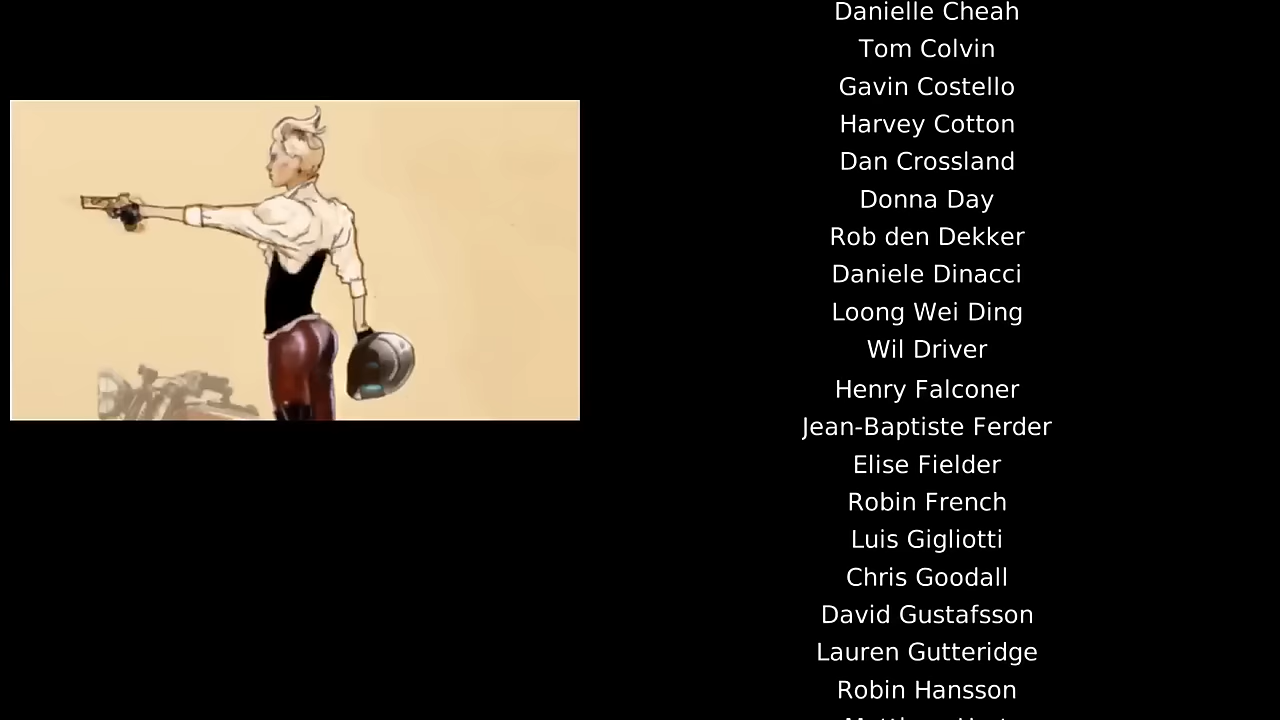 Danielle Cheah
Tom Colvin
Gavin Costello
Harvey Cotton
Dan Crossland
Donna Day
Rob den Dekker
Daniele Dinacci
Loong Wei Ding
Wil Driver
Henry Falconer
Jean-Baptiste Ferder
Elise Fielder
Robin French
Luis Gigliotti
Chris Goodall
David Gustafsson
Lauren Gutteridge
Robin Hansson